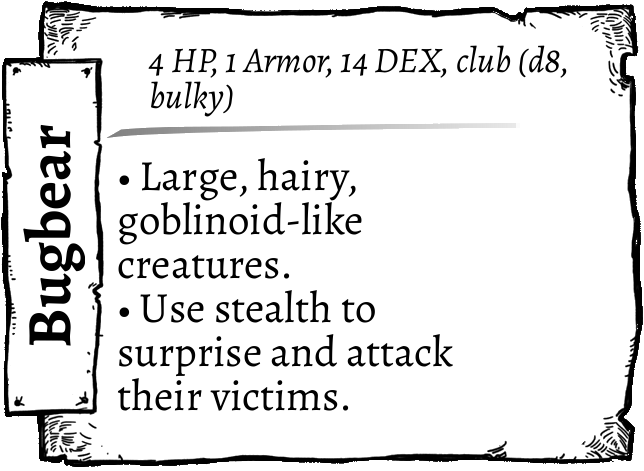 Bugbear
4 HP, 1 Armor, 14 DEX, club (d8,
bulky)
• Large, hairy,
goblinoid-like
creatures.
• Use stealth to
surprise and attack
their victims.